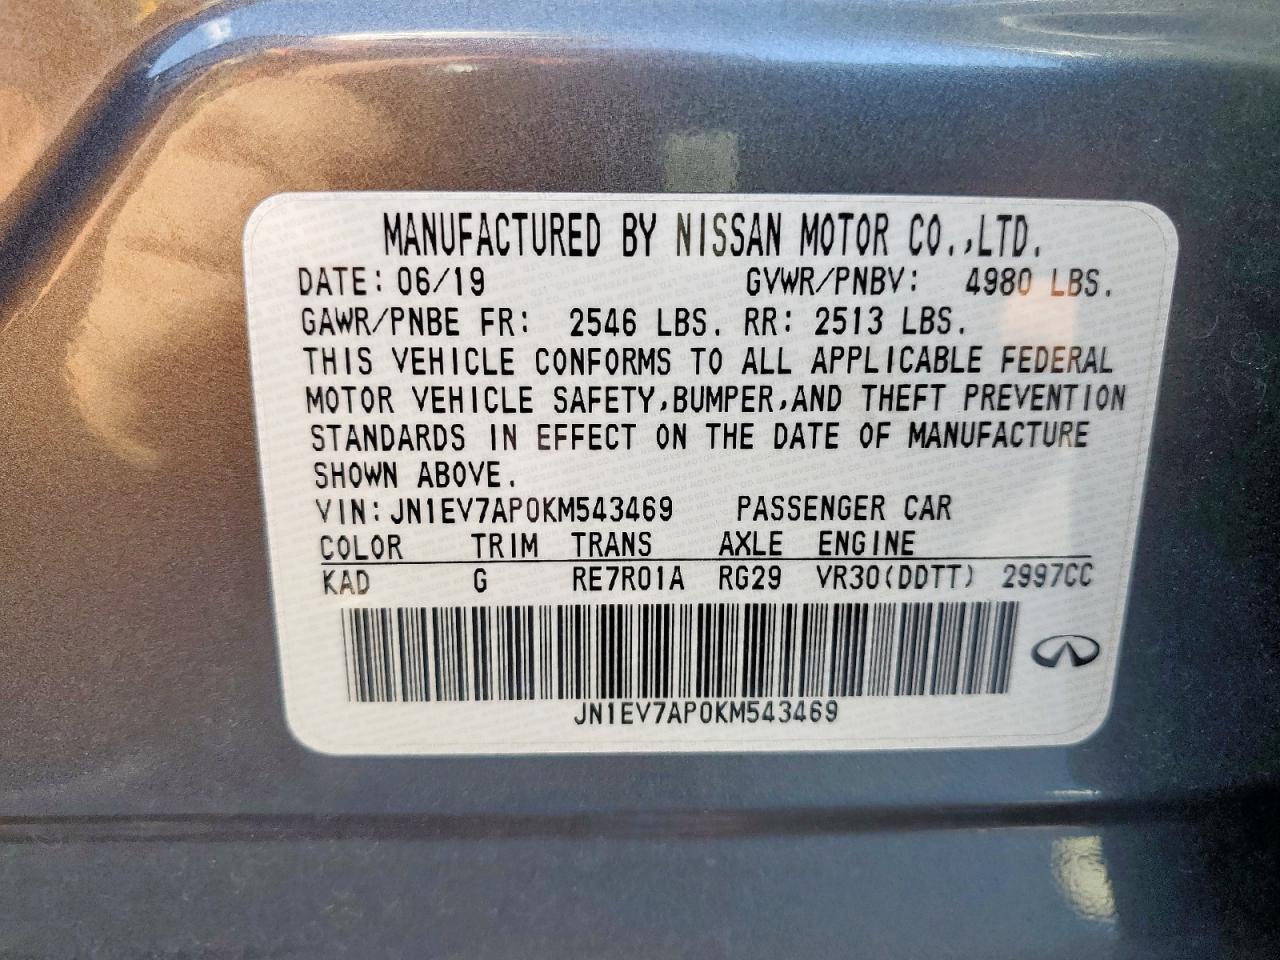 MANUFACTURED BY NISSAN MOTOR CO.,LTD.
DATE: 06/19 GVWR/PNBV: 4980 LBS.
GAWR/PNBE FR: 2546 LBS. RR: 2513 LBS.
THIS VEHICLE CONFORMS TO ALL APPLICABLE FEDERAL
MOTOR VEHICLE SAFETY,BUMPER,AND THEFT PREVENTION
STANDARDS IN EFFECT ON THE DATE OF MANUFACTURE
SHOWN ABOVE.
VIN: JN1EV7AP0KM543469 PASSENGER CAR
COLOR TRIM TRANS AXLE ENGINE
KAD G RE7R01A RG29 VR30(DDTT) 2997CC
JN1EV7AP0KM543469